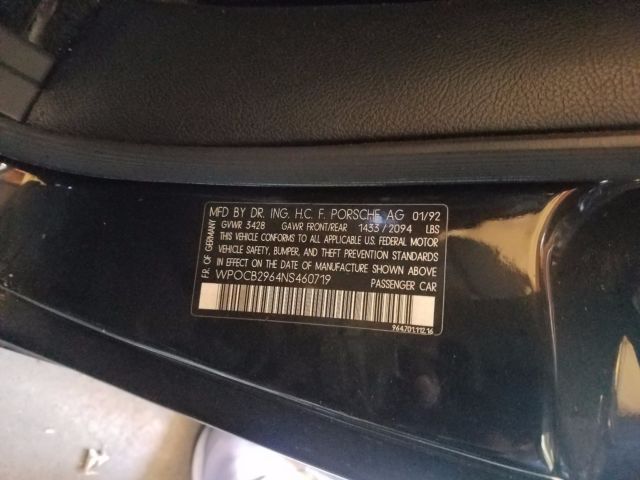 MFD BY DR. ING. H.C. F. PORSCHE AG 01/92
GVWR 3428 GAWR FRONT/REAR 1433/2094 LBS
THIS VEHICLE CONFORMS TO ALL APPLICABLE U.S. FEDERAL MOTOR
VEHICLE SAFETY, BUMPER, AND THEFT PREVENTION STANDARDS
IN EFFECT ON THE DATE OF MANUFACTURE SHOWN ABOVE.
WPOCB2964NS460719 PASSENGER CAR
F.R. OF GERMANY
964.701.112.16